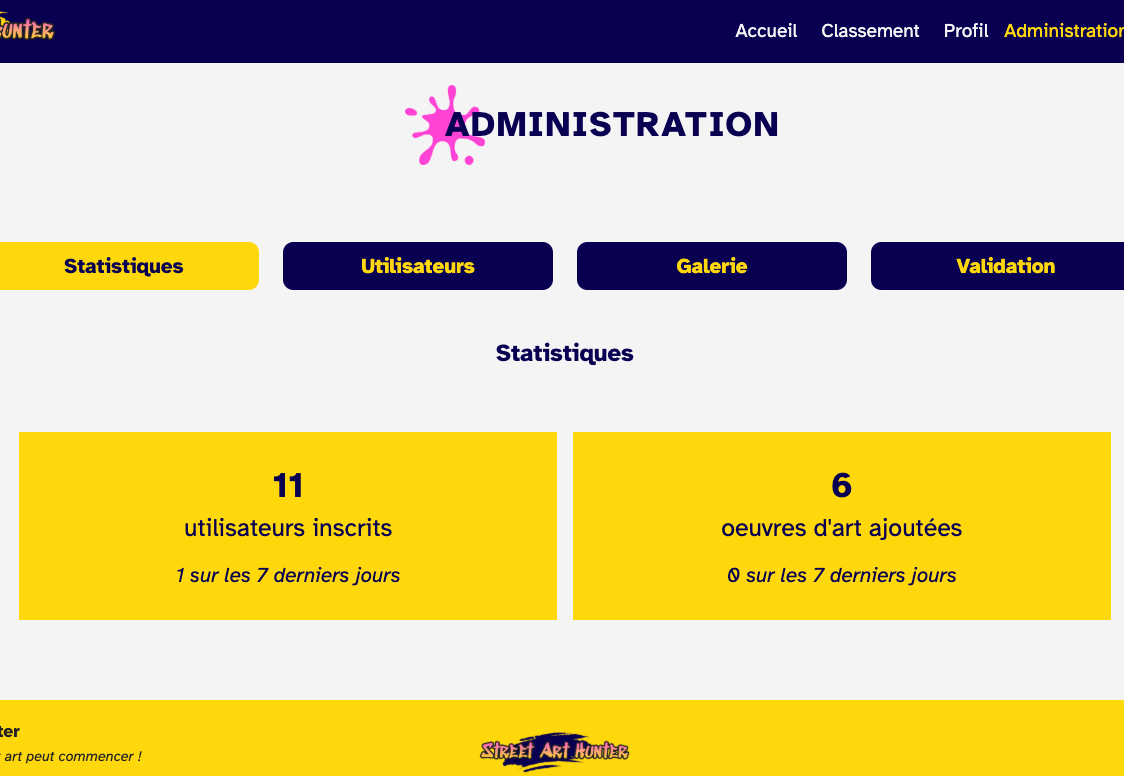 HUNTER
Accueil Classement Profil Administration
ADMINISTRATION
Statistiques Utilisateurs Galerie Validation
Statistiques
11
utilisateurs inscrits
1 sur les 7 derniers jours
6
oeuvres d'art ajoutées
0 sur les 7 derniers jours
ter
art peut commencer !
STREET ART HUNTER